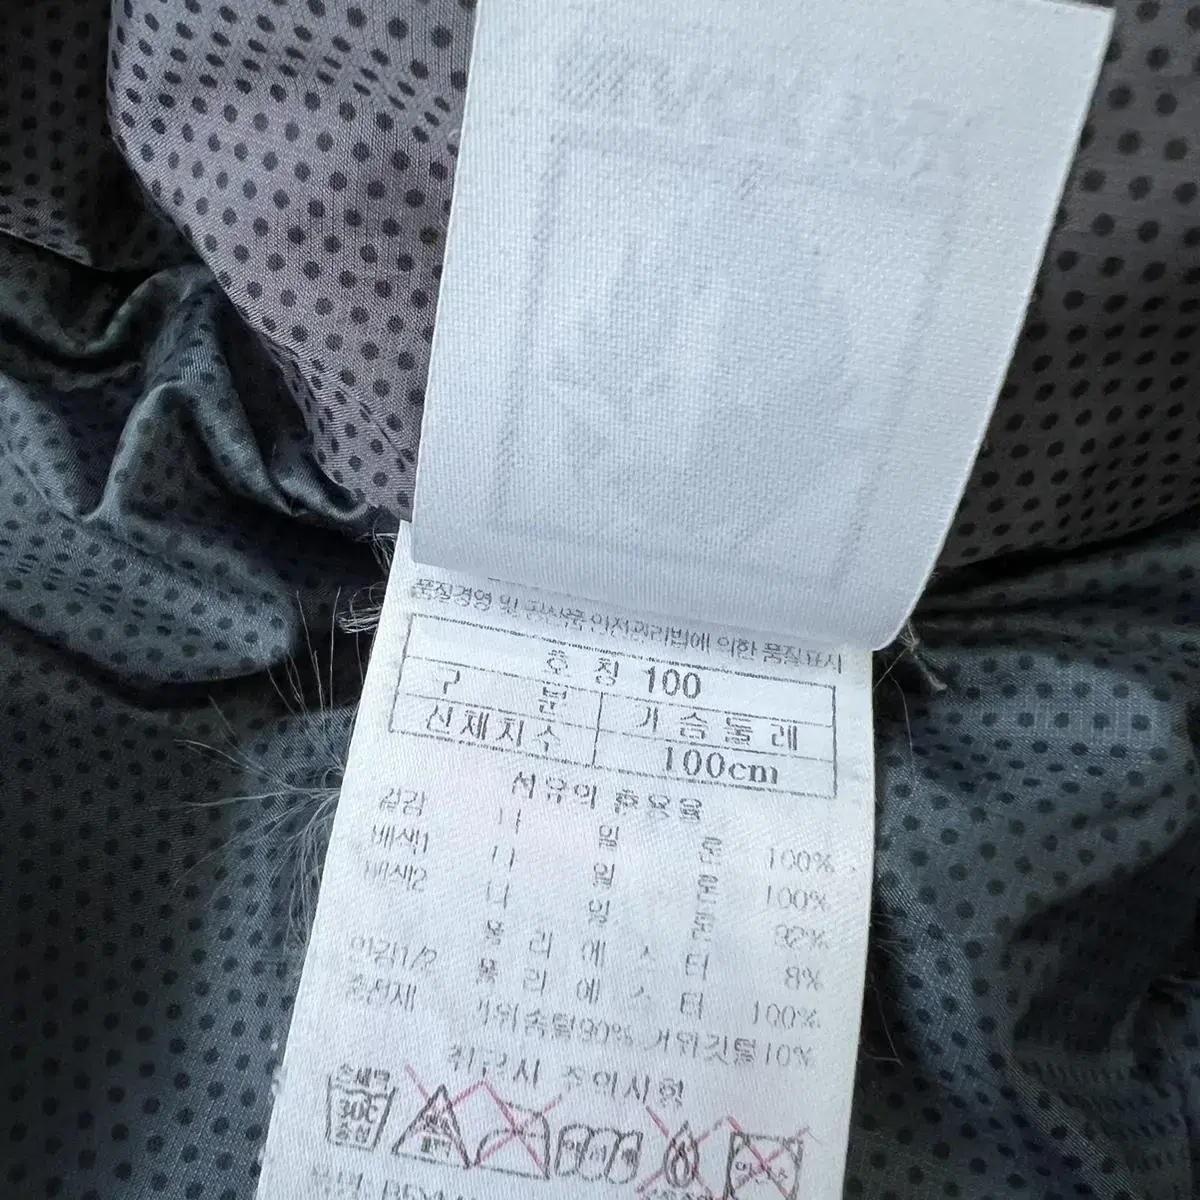 품질경영 및 공산품 안전관리법에 의한 품질표시
호 칭 100
구 분 가 슴 둘 레
신체치수 100cm
섬유의 혼용율
겉감 나 일 론 100%
배색1 나 일 론 100%
배색2 나 일 론 92%
폴 리 에 스 터 8%
안감1/2 폴 리 에 스 터 100%
충전재 거위솜털90% 거위깃털10%
취급시 주의사항
손세탁
30℃
중성